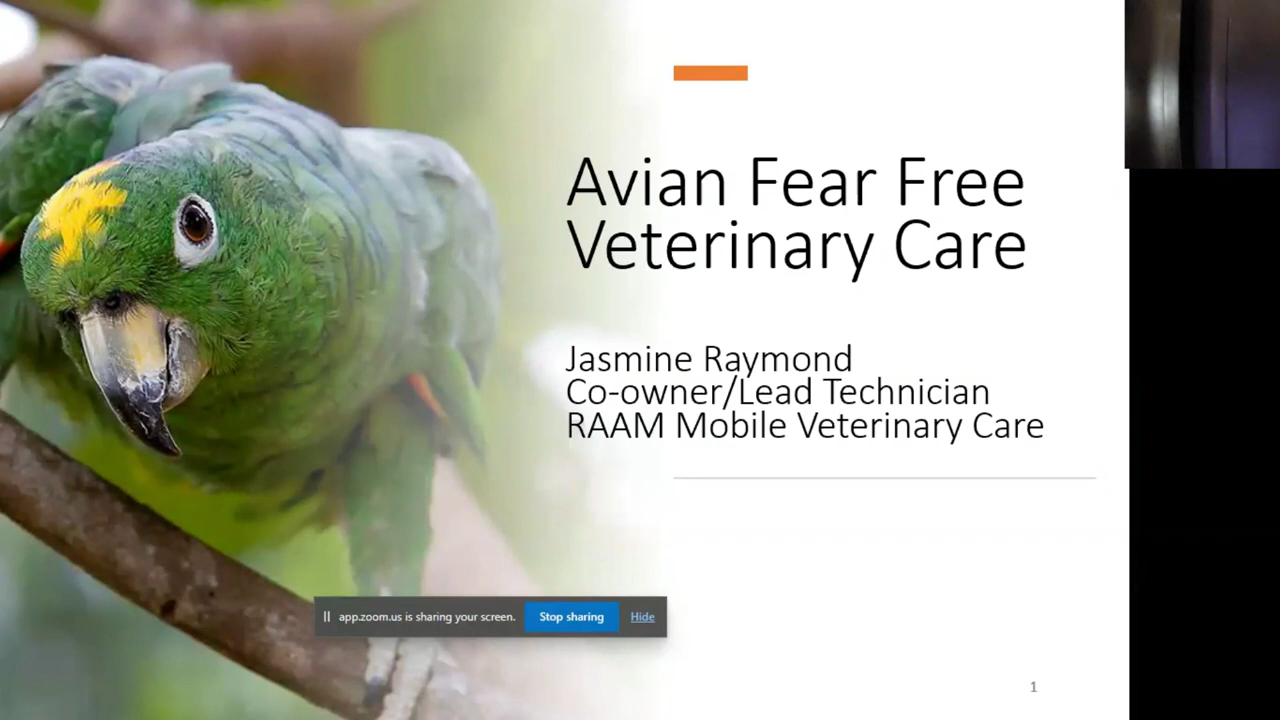 Avian Fear Free
Veterinary Care
Jasmine Raymond
Co-owner/Lead Technician
RAAM Mobile Veterinary Care
app.zoom.us is sharing your screen. Stop sharing Hide
1